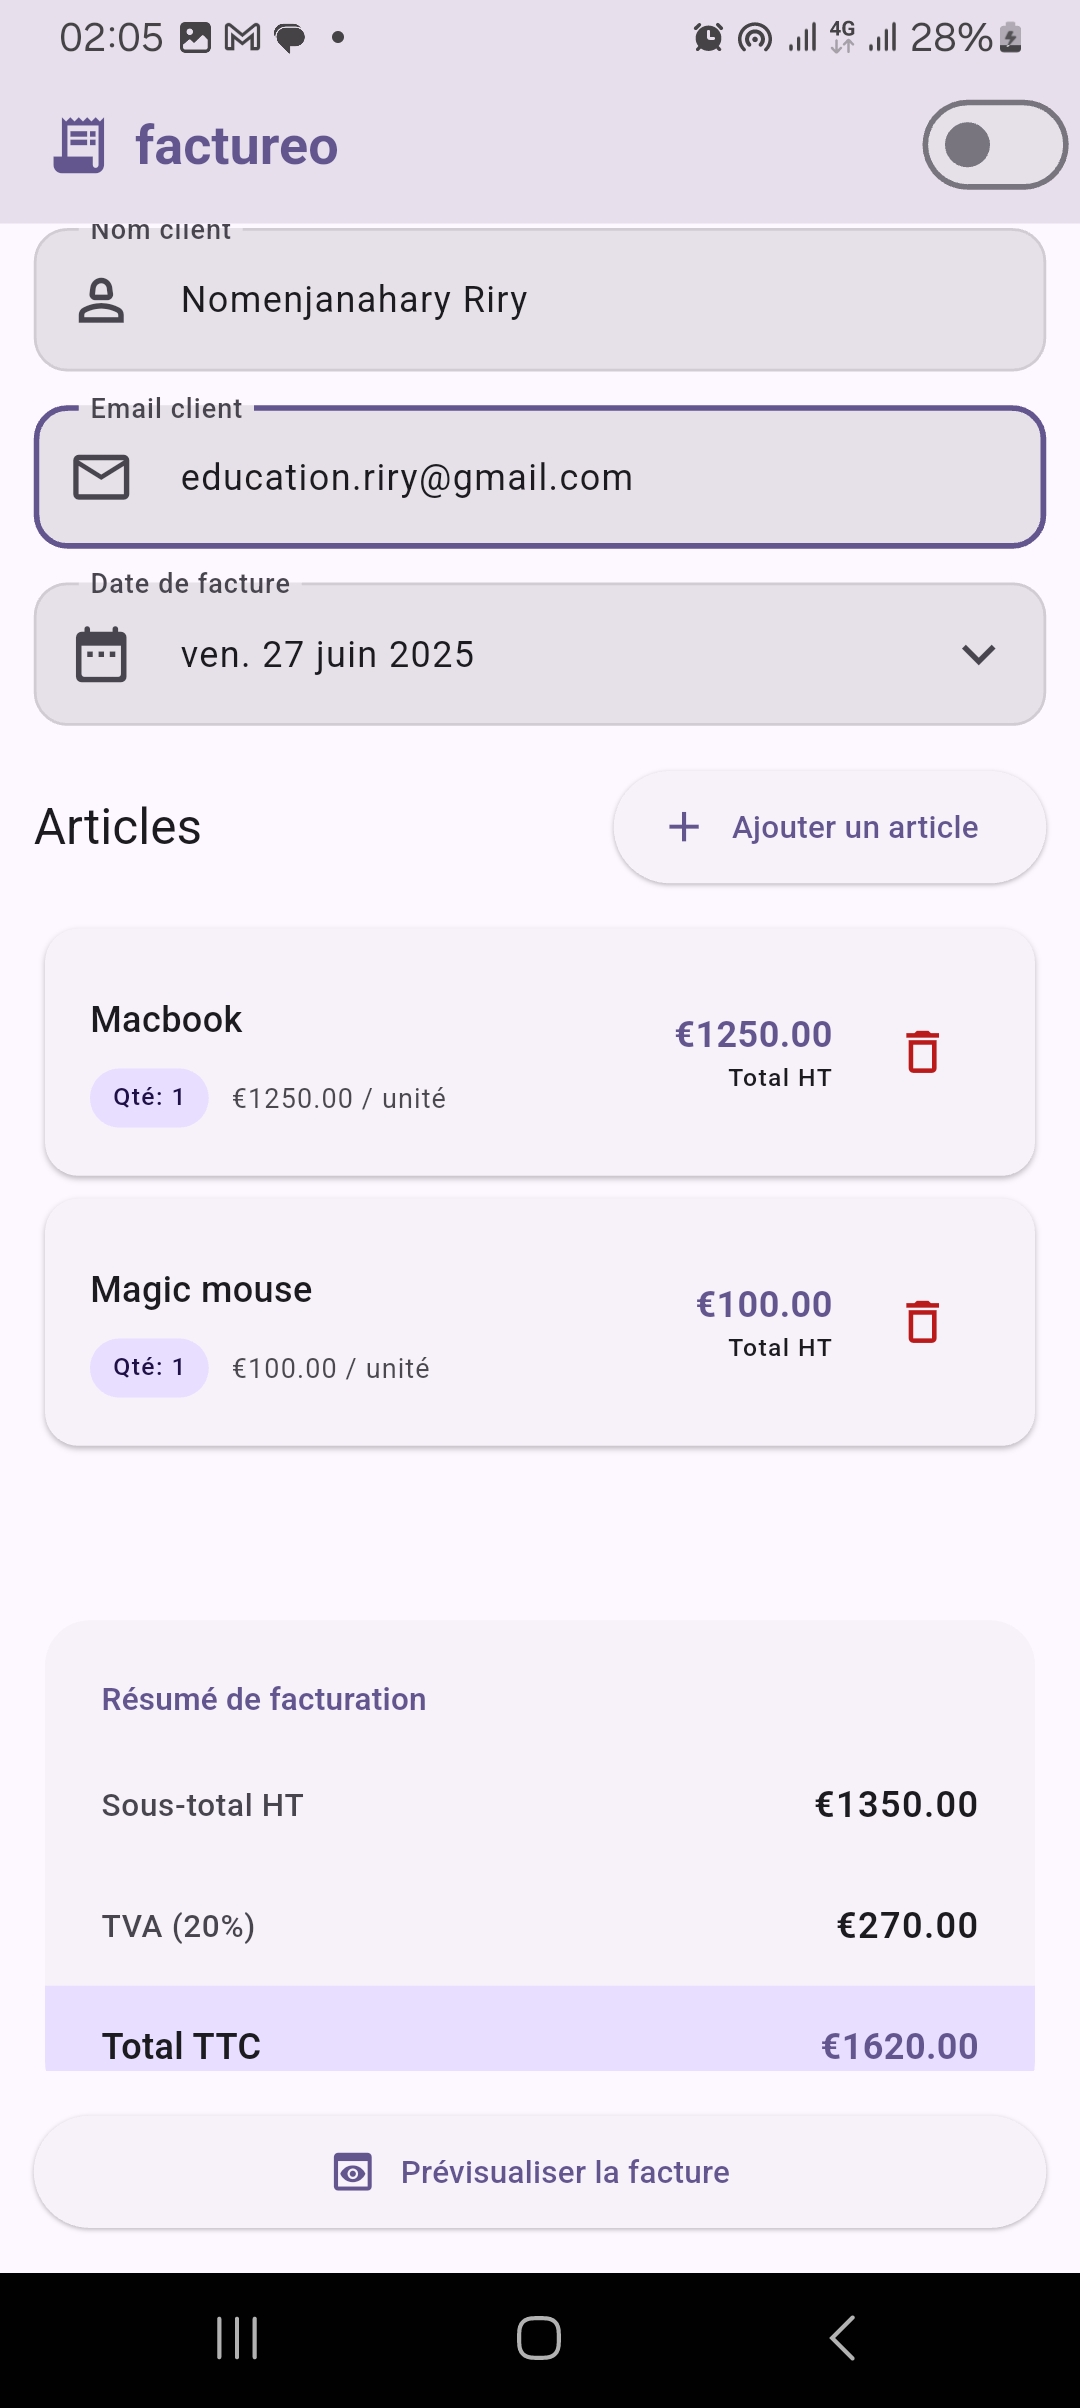 02:05 4G 28%
factureo
Nom client
Nomenjanahary Riry
Email client
education.riry@gmail.com
Date de facture
ven. 27 juin 2025
Articles
Ajouter un article
Macbook
€1250.00
Total HT
Qté: 1 €1250.00 / unité
Magic mouse
€100.00
Total HT
Qté: 1 €100.00 / unité
Résumé de facturation
Sous-total HT €1350.00
TVA (20%) €270.00
Total TTC €1620.00
Prévisualiser la facture